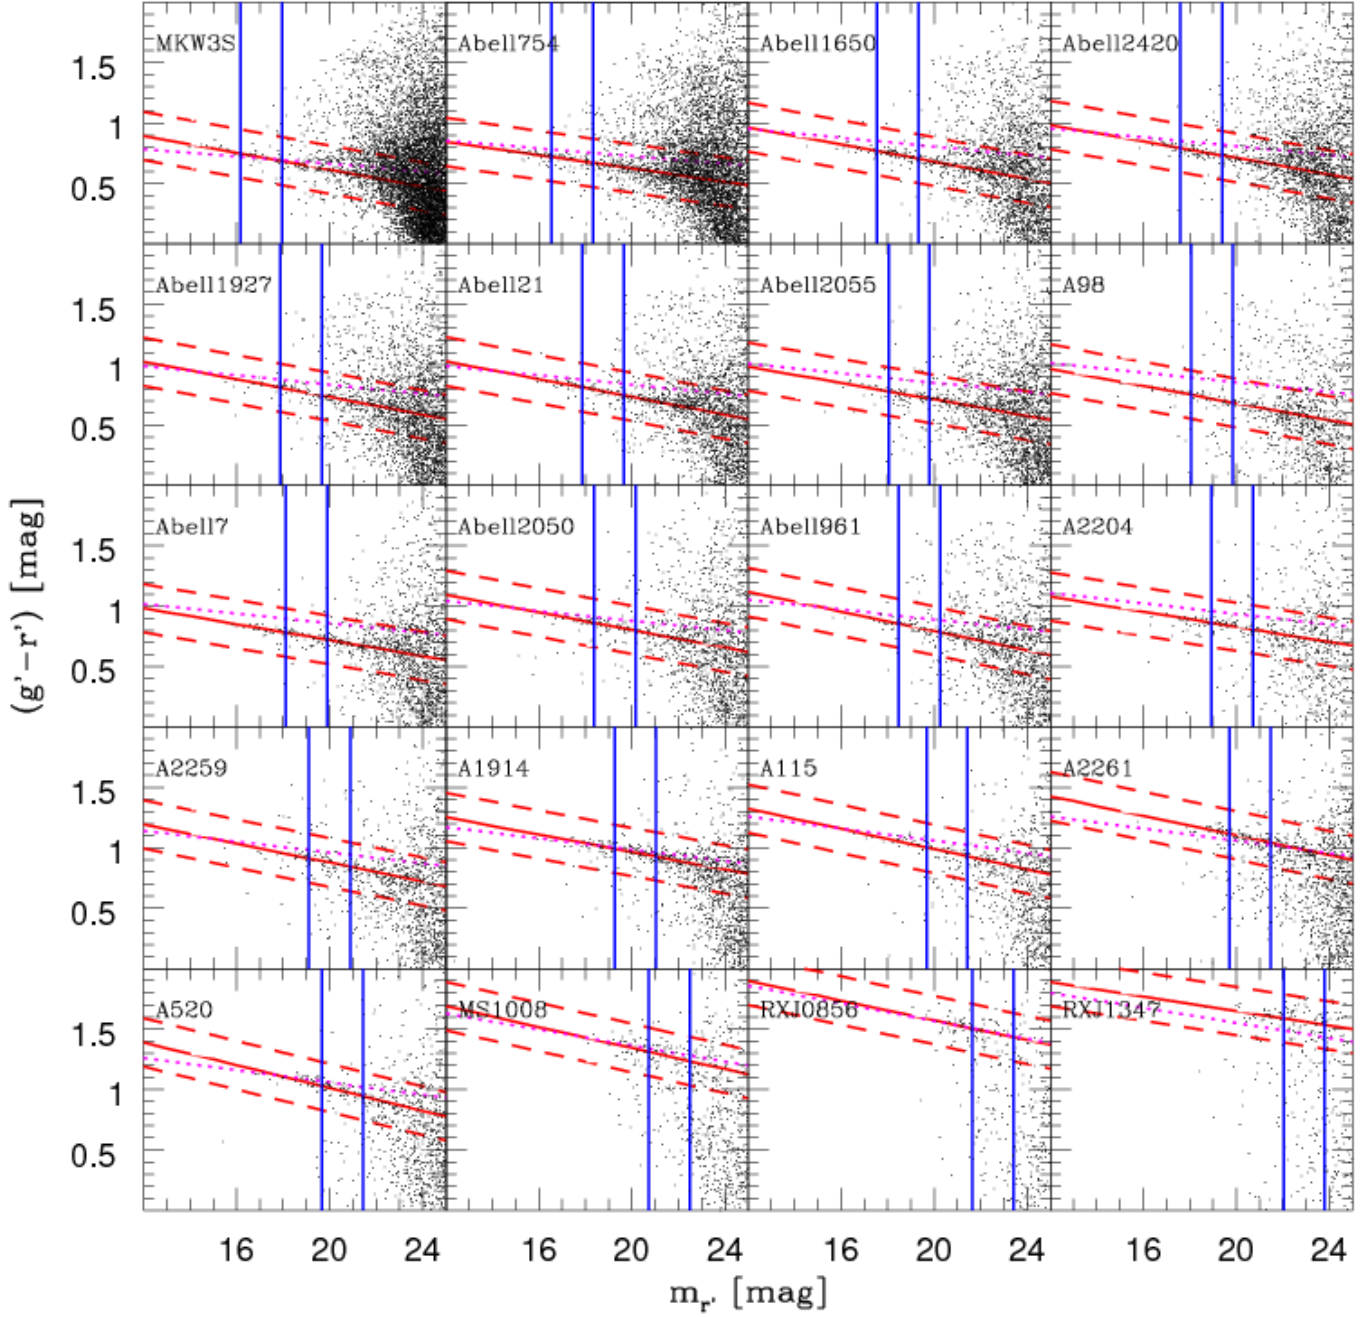 MKW3S Abell754 Abell1650 Abell2420
1.5
1
0.5
Abell1927 Abell21 Abell2055 A98
1.5
1
0.5
Abell7 Abell2050 Abell961 A2204
1.5
1
0.5
A2259 A1914 A115 A2261
1.5
1
0.5
A520 MS1008 RXJ0856 RXJ1347
1.5
1
0.5
16 20 24 16 20 24 16 20 24 16 20 24
(g'-r') [mag]
m_r' [mag]